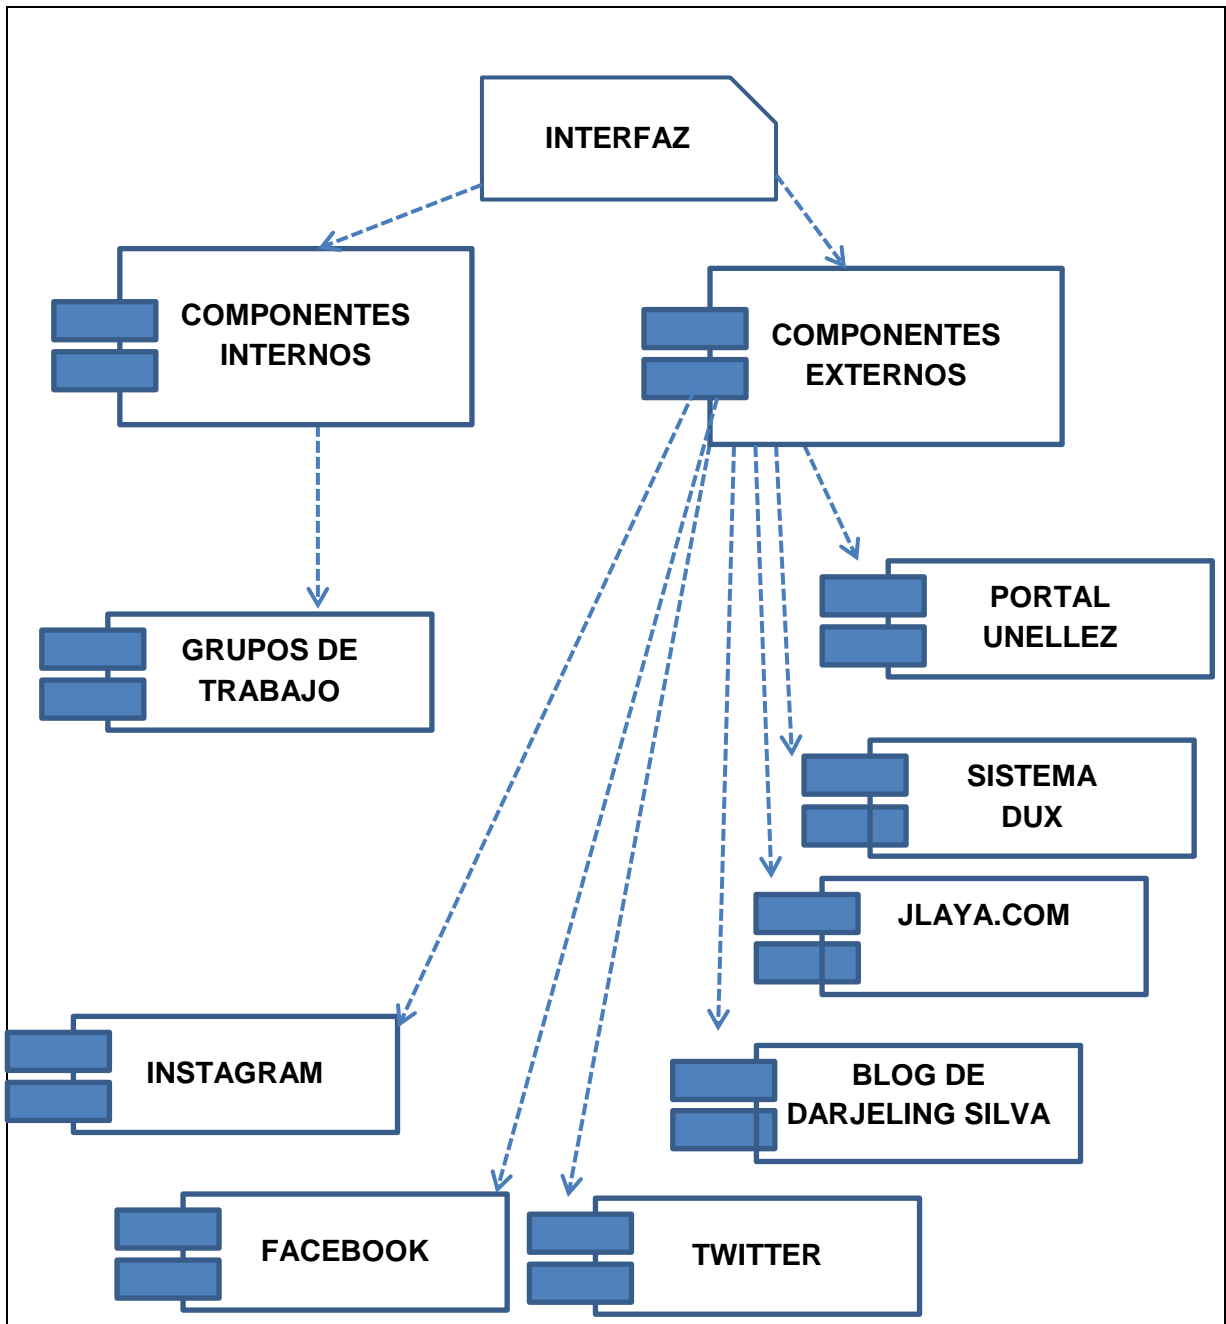 INTERFAZ
COMPONENTES
INTERNOS
COMPONENTES
EXTERNOS
GRUPOS DE
TRABAJO
PORTAL
UNELLEZ
SISTEMA
DUX
JLAYA.COM
INSTAGRAM
BLOG DE
DARJELING SILVA
FACEBOOK
TWITTER